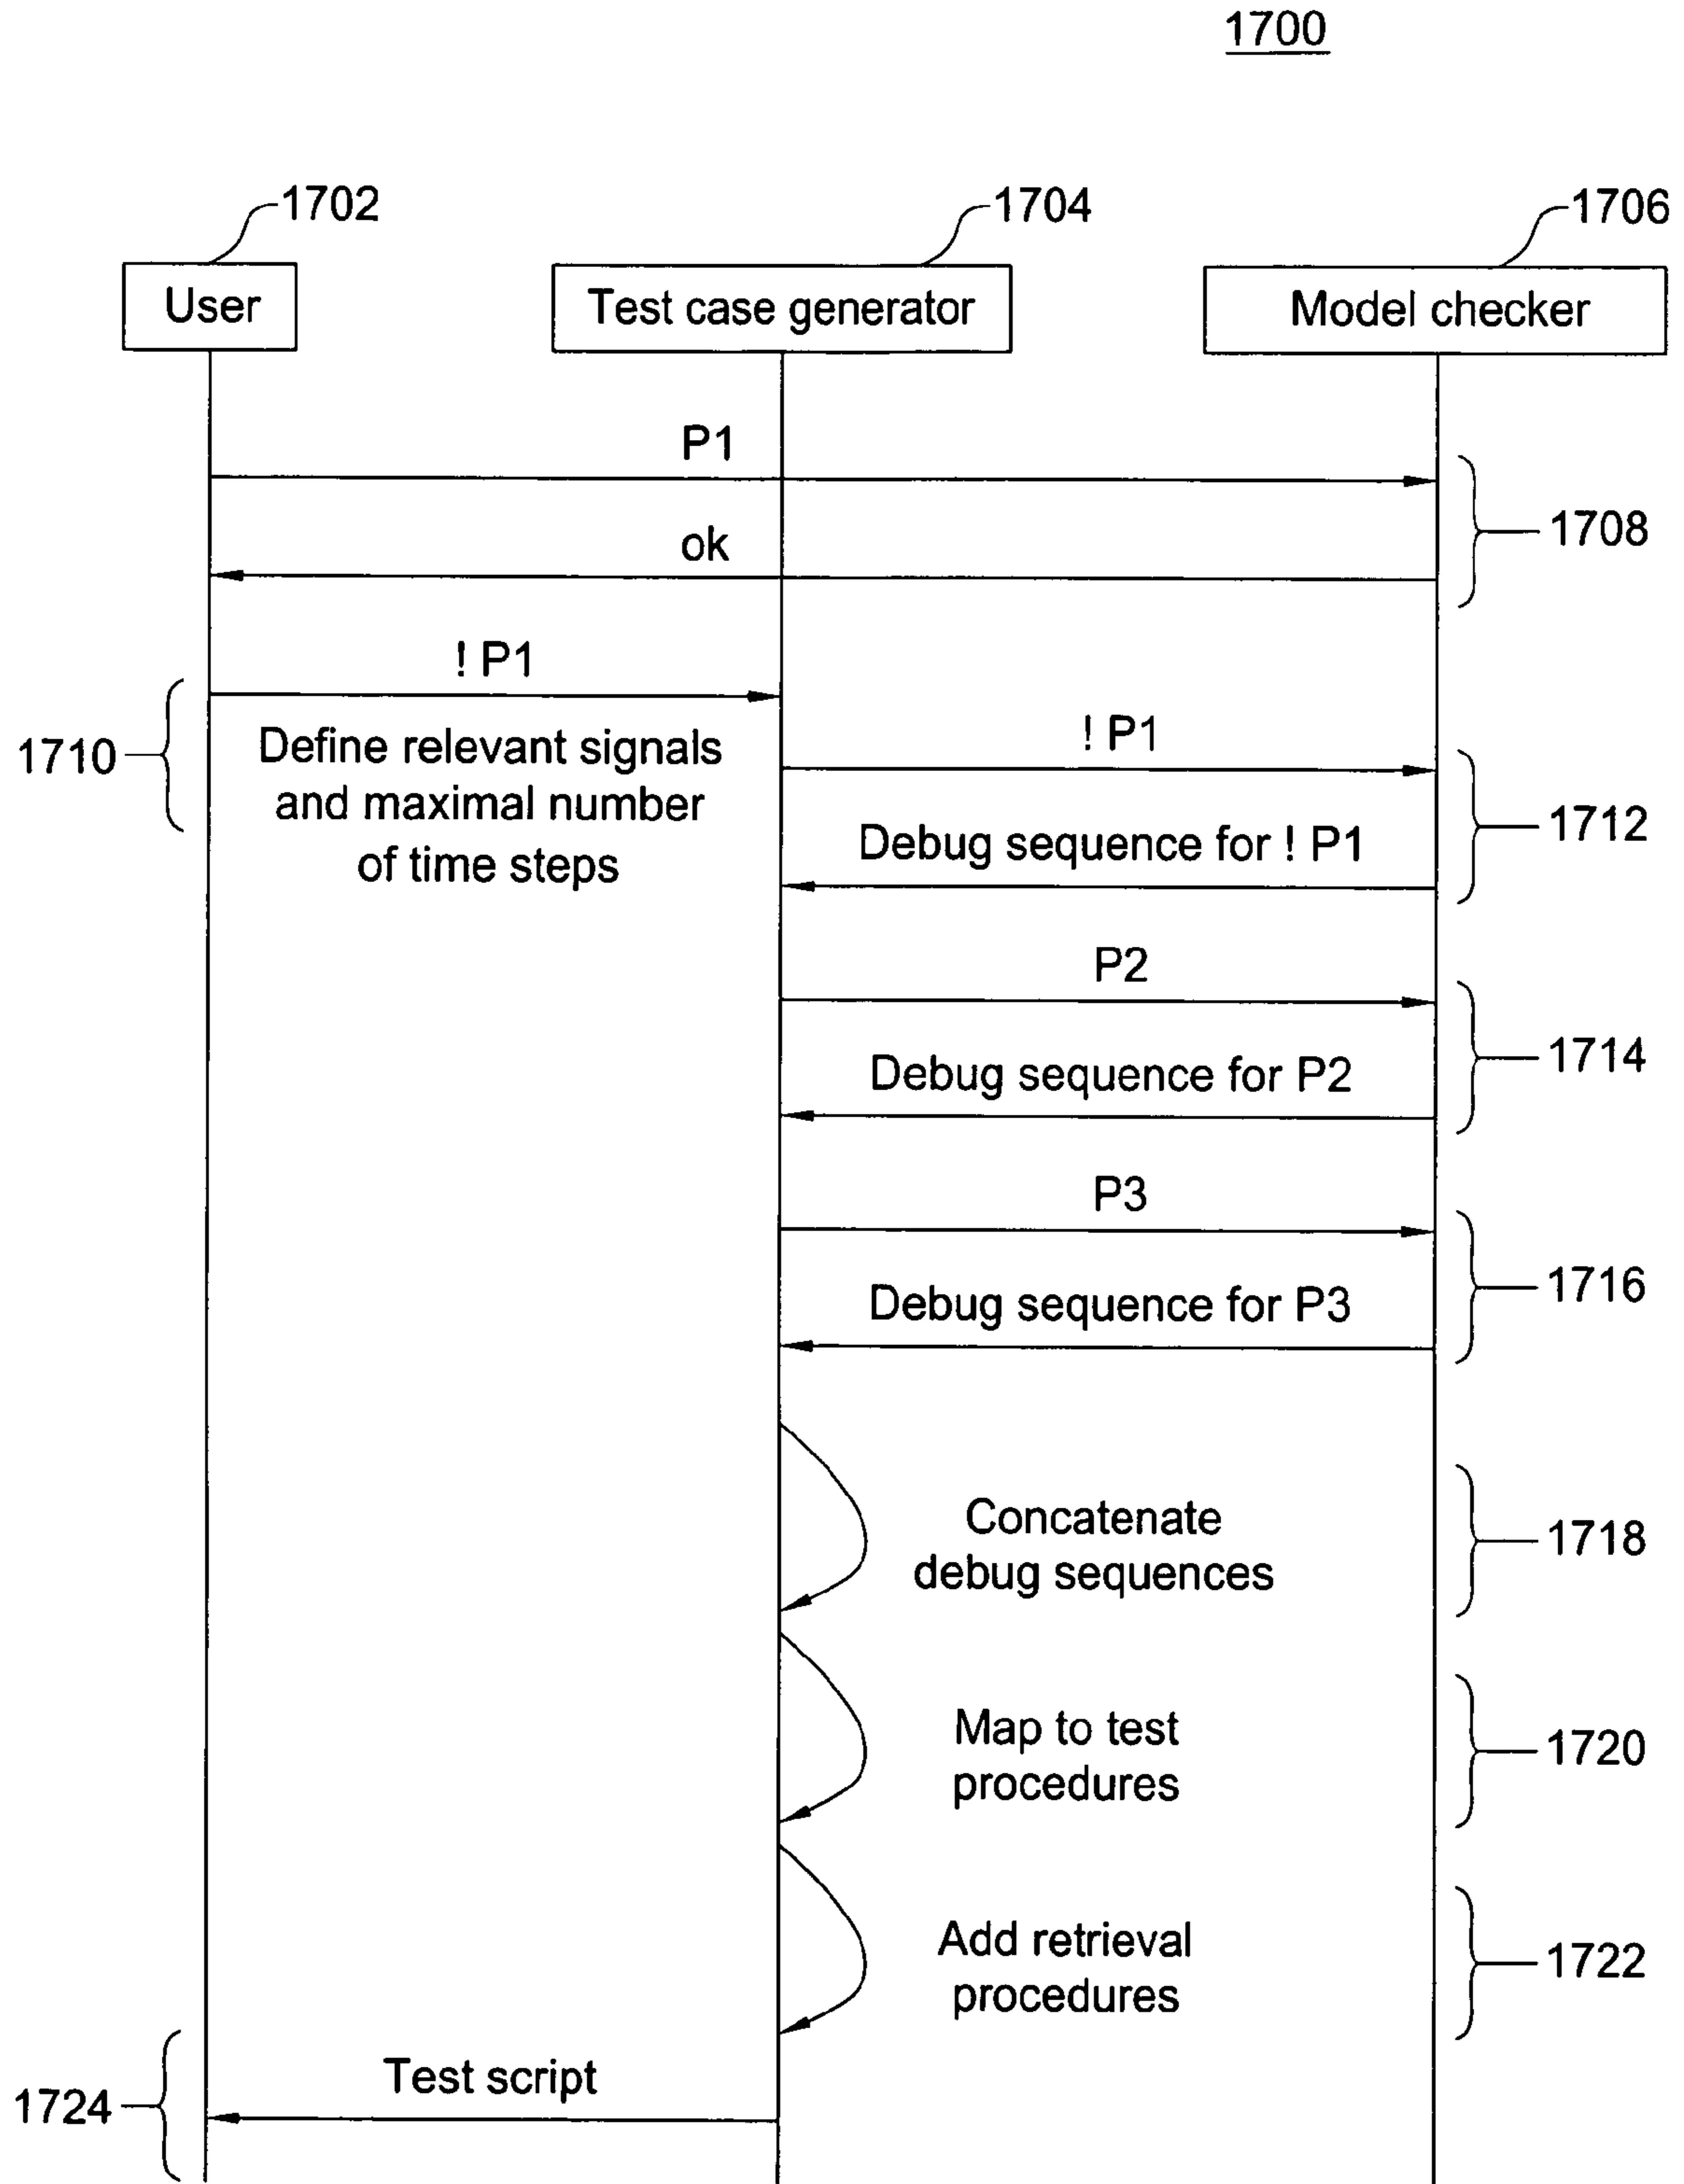 1700
1702
1704
1706
User
Test case generator
Model checker
P1
1708
ok
! P1
1710
Define relevant signals
and maximal number
of time steps
! P1
1712
Debug sequence for ! P1
P2
1714
Debug sequence for P2
P3
1716
Debug sequence for P3
Concatenate
debug sequences
1718
Map to test
procedures
1720
Add retrieval
procedures
1722
Test script
1724